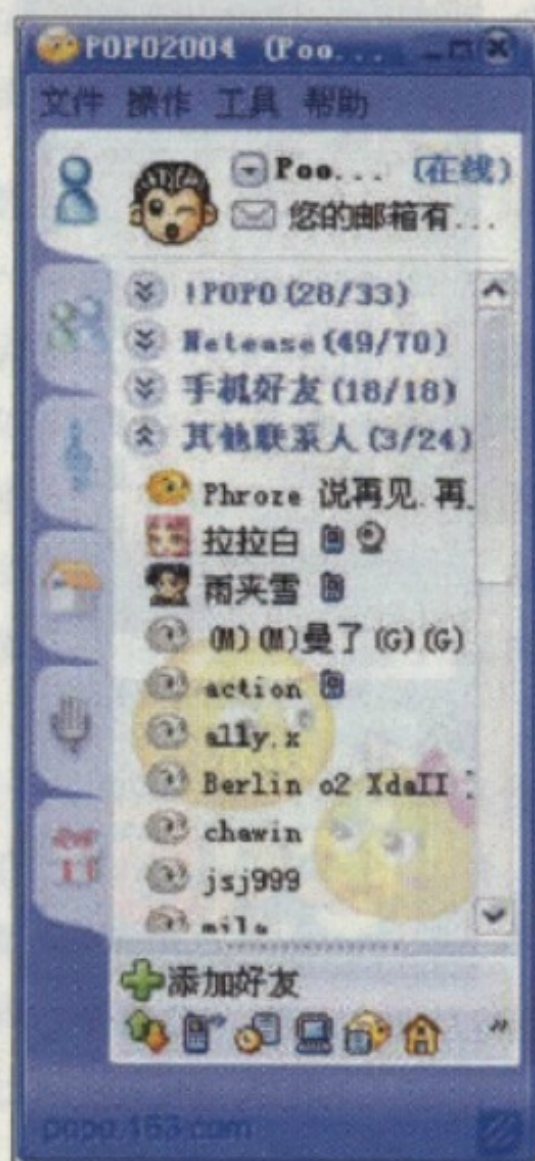 POPO2004 (Poo...
文件 操作 工具 帮助
Poo... (在线)
您的邮箱有...
!POPO(28/33)
Netease(49/70)
手机好友(18/18)
其他联系人(3/24)
Phroze 说再见.再
拉拉白
雨来雪
(M)(M)曼了(G)(G)
action
ally.x
Berlin o2 XdaII
chawin
jsj999
mila
添加好友
popo.163.com